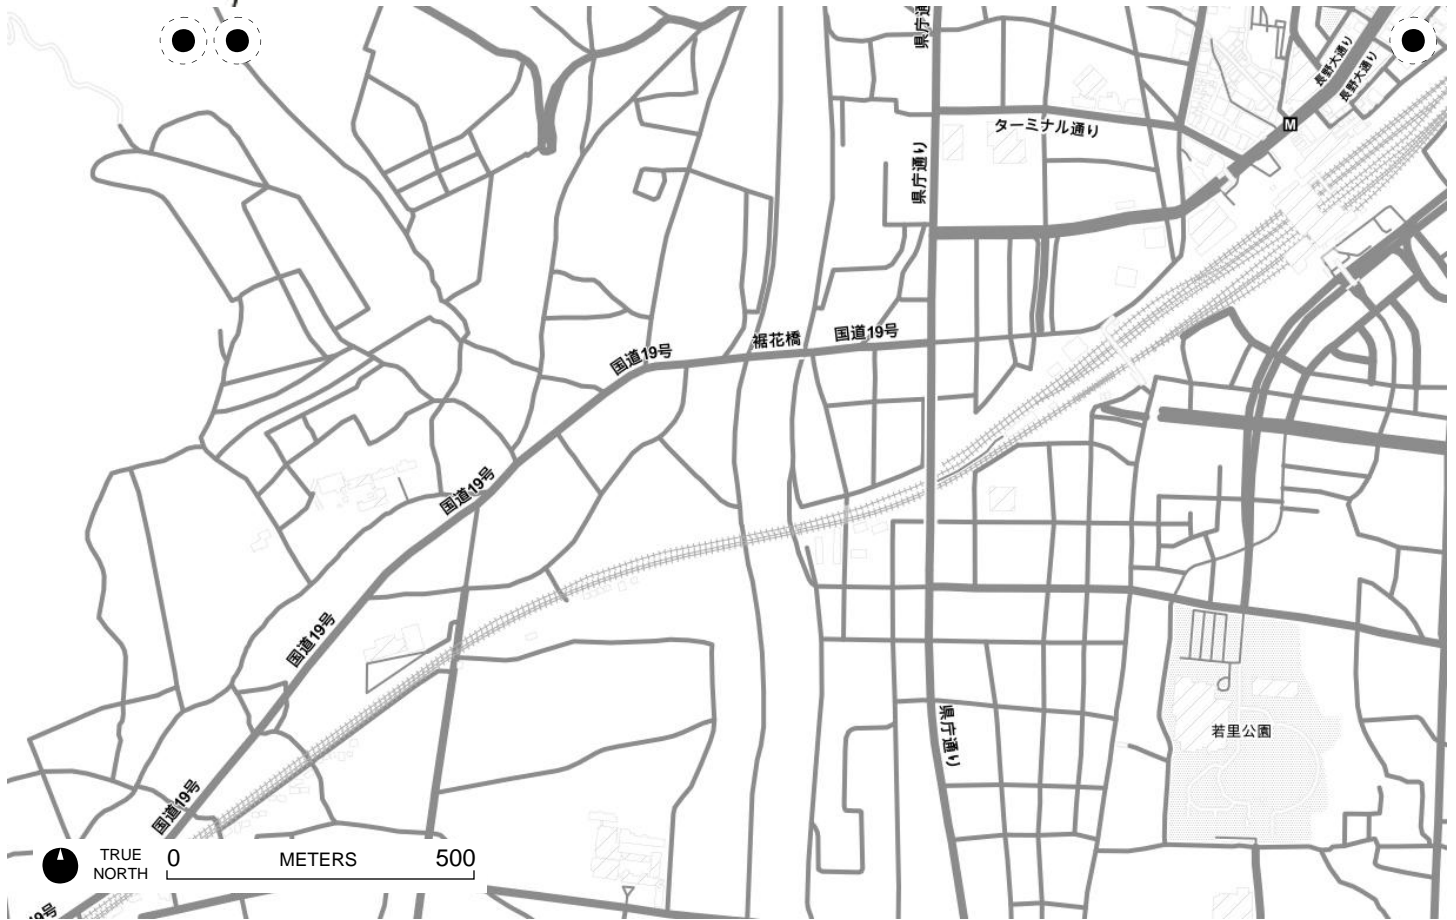 県庁通
長野大通り
長野大通り
M
ターミナル通り
県庁通り
裾花橋
国道19号
国道19号
国道19号
国道19号
県庁通り
若里公園
国道19号
TRUE
NORTH
0
METERS
500
19号